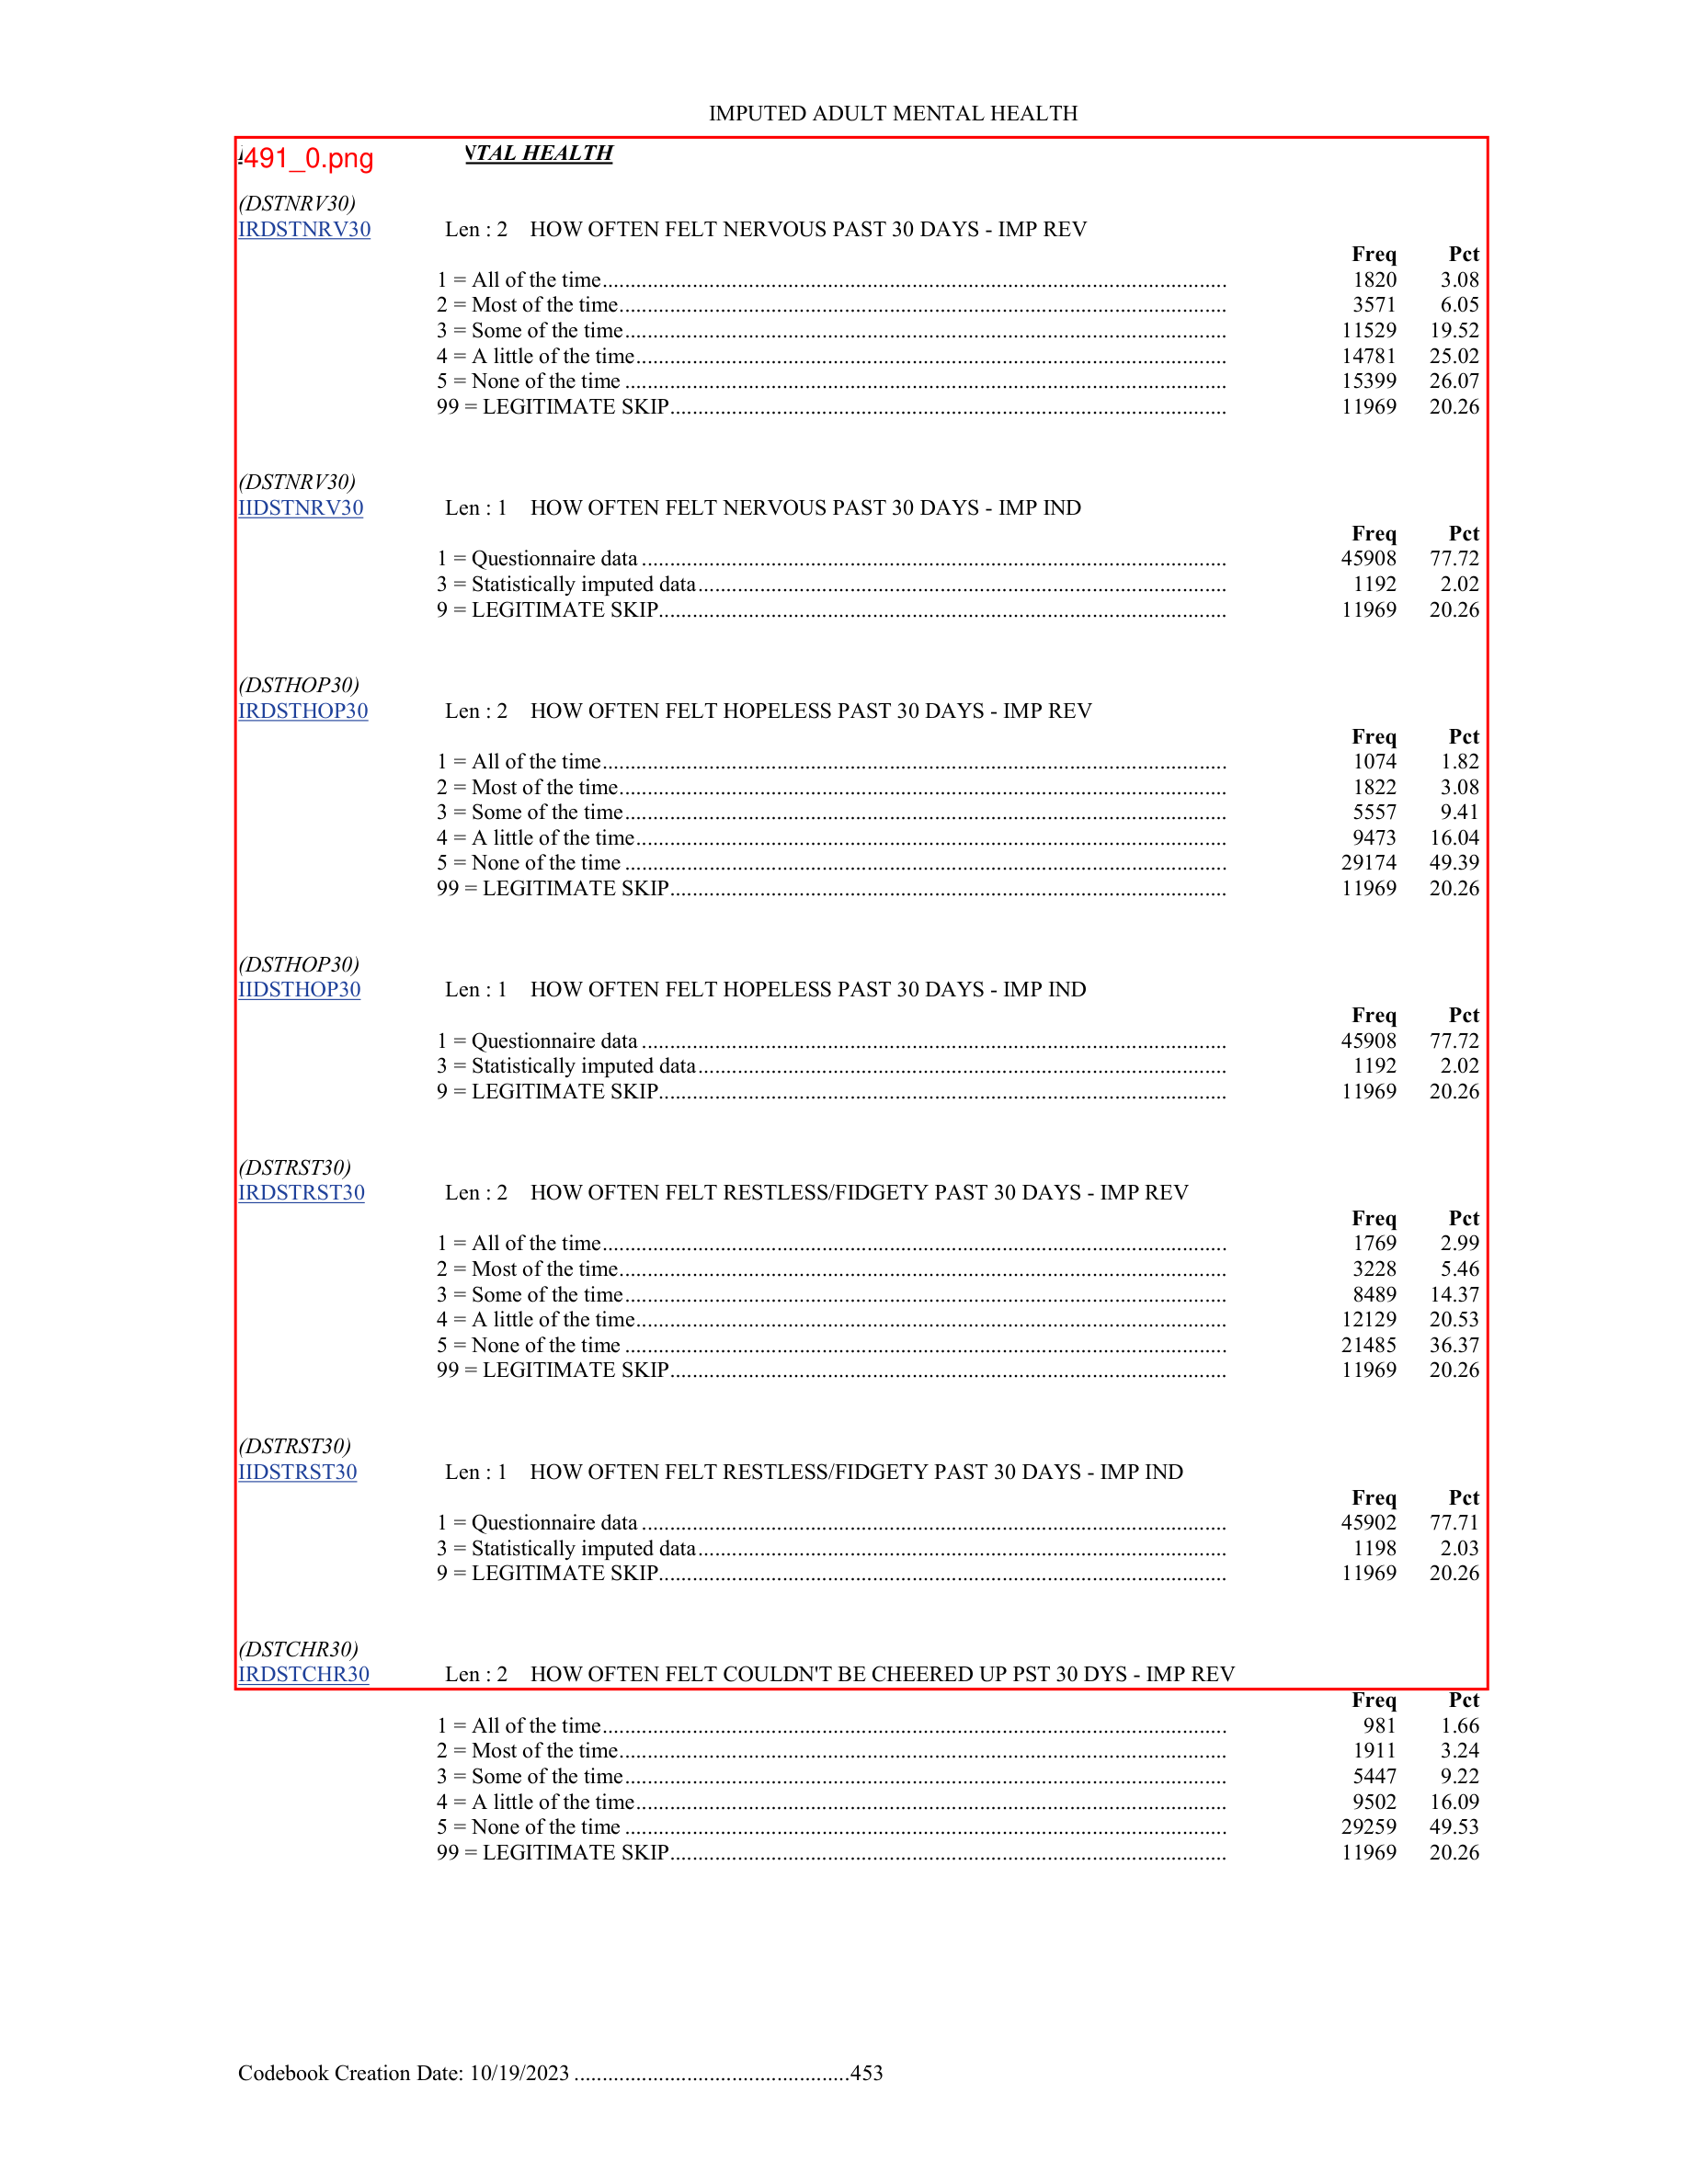 IMPUTED ADULT MENTAL HEALTH
491_0.png NTAL HEALTH
(DSTNRV30)
IRDSTNRV30 Len : 2 HOW OFTEN FELT NERVOUS PAST 30 DAYS - IMP REV
Freq Pct
1 = All of the time 1820 3.08
2 = Most of the time 3571 6.05
3 = Some of the time 11529 19.52
4 = A little of the time 14781 25.02
5 = None of the time 15399 26.07
99 = LEGITIMATE SKIP 11969 20.26
(DSTNRV30)
IIDSTNRV30 Len : 1 HOW OFTEN FELT NERVOUS PAST 30 DAYS - IMP IND
Freq Pct
1 = Questionnaire data 45908 77.72
3 = Statistically imputed data 1192 2.02
9 = LEGITIMATE SKIP 11969 20.26
(DSTHOP30)
IRDSTHOP30 Len : 2 HOW OFTEN FELT HOPELESS PAST 30 DAYS - IMP REV
Freq Pct
1 = All of the time 1074 1.82
2 = Most of the time 1822 3.08
3 = Some of the time 5557 9.41
4 = A little of the time 9473 16.04
5 = None of the time 29174 49.39
99 = LEGITIMATE SKIP 11969 20.26
(DSTHOP30)
IIDSTHOP30 Len : 1 HOW OFTEN FELT HOPELESS PAST 30 DAYS - IMP IND
Freq Pct
1 = Questionnaire data 45908 77.72
3 = Statistically imputed data 1192 2.02
9 = LEGITIMATE SKIP 11969 20.26
(DSTRST30)
IRDSTRST30 Len : 2 HOW OFTEN FELT RESTLESS/FIDGETY PAST 30 DAYS - IMP REV
Freq Pct
1 = All of the time 1769 2.99
2 = Most of the time 3228 5.46
3 = Some of the time 8489 14.37
4 = A little of the time 12129 20.53
5 = None of the time 21485 36.37
99 = LEGITIMATE SKIP 11969 20.26
(DSTRST30)
IIDSTRST30 Len : 1 HOW OFTEN FELT RESTLESS/FIDGETY PAST 30 DAYS - IMP IND
Freq Pct
1 = Questionnaire data 45902 77.71
3 = Statistically imputed data 1198 2.03
9 = LEGITIMATE SKIP 11969 20.26
(DSTCHR30)
IRDSTCHR30 Len : 2 HOW OFTEN FELT COULDN'T BE CHEERED UP PST 30 DYS - IMP REV
Freq Pct
1 = All of the time 981 1.66
2 = Most of the time 1911 3.24
3 = Some of the time 5447 9.22
4 = A little of the time 9502 16.09
5 = None of the time 29259 49.53
99 = LEGITIMATE SKIP 11969 20.26
Codebook Creation Date: 10/19/2023 453